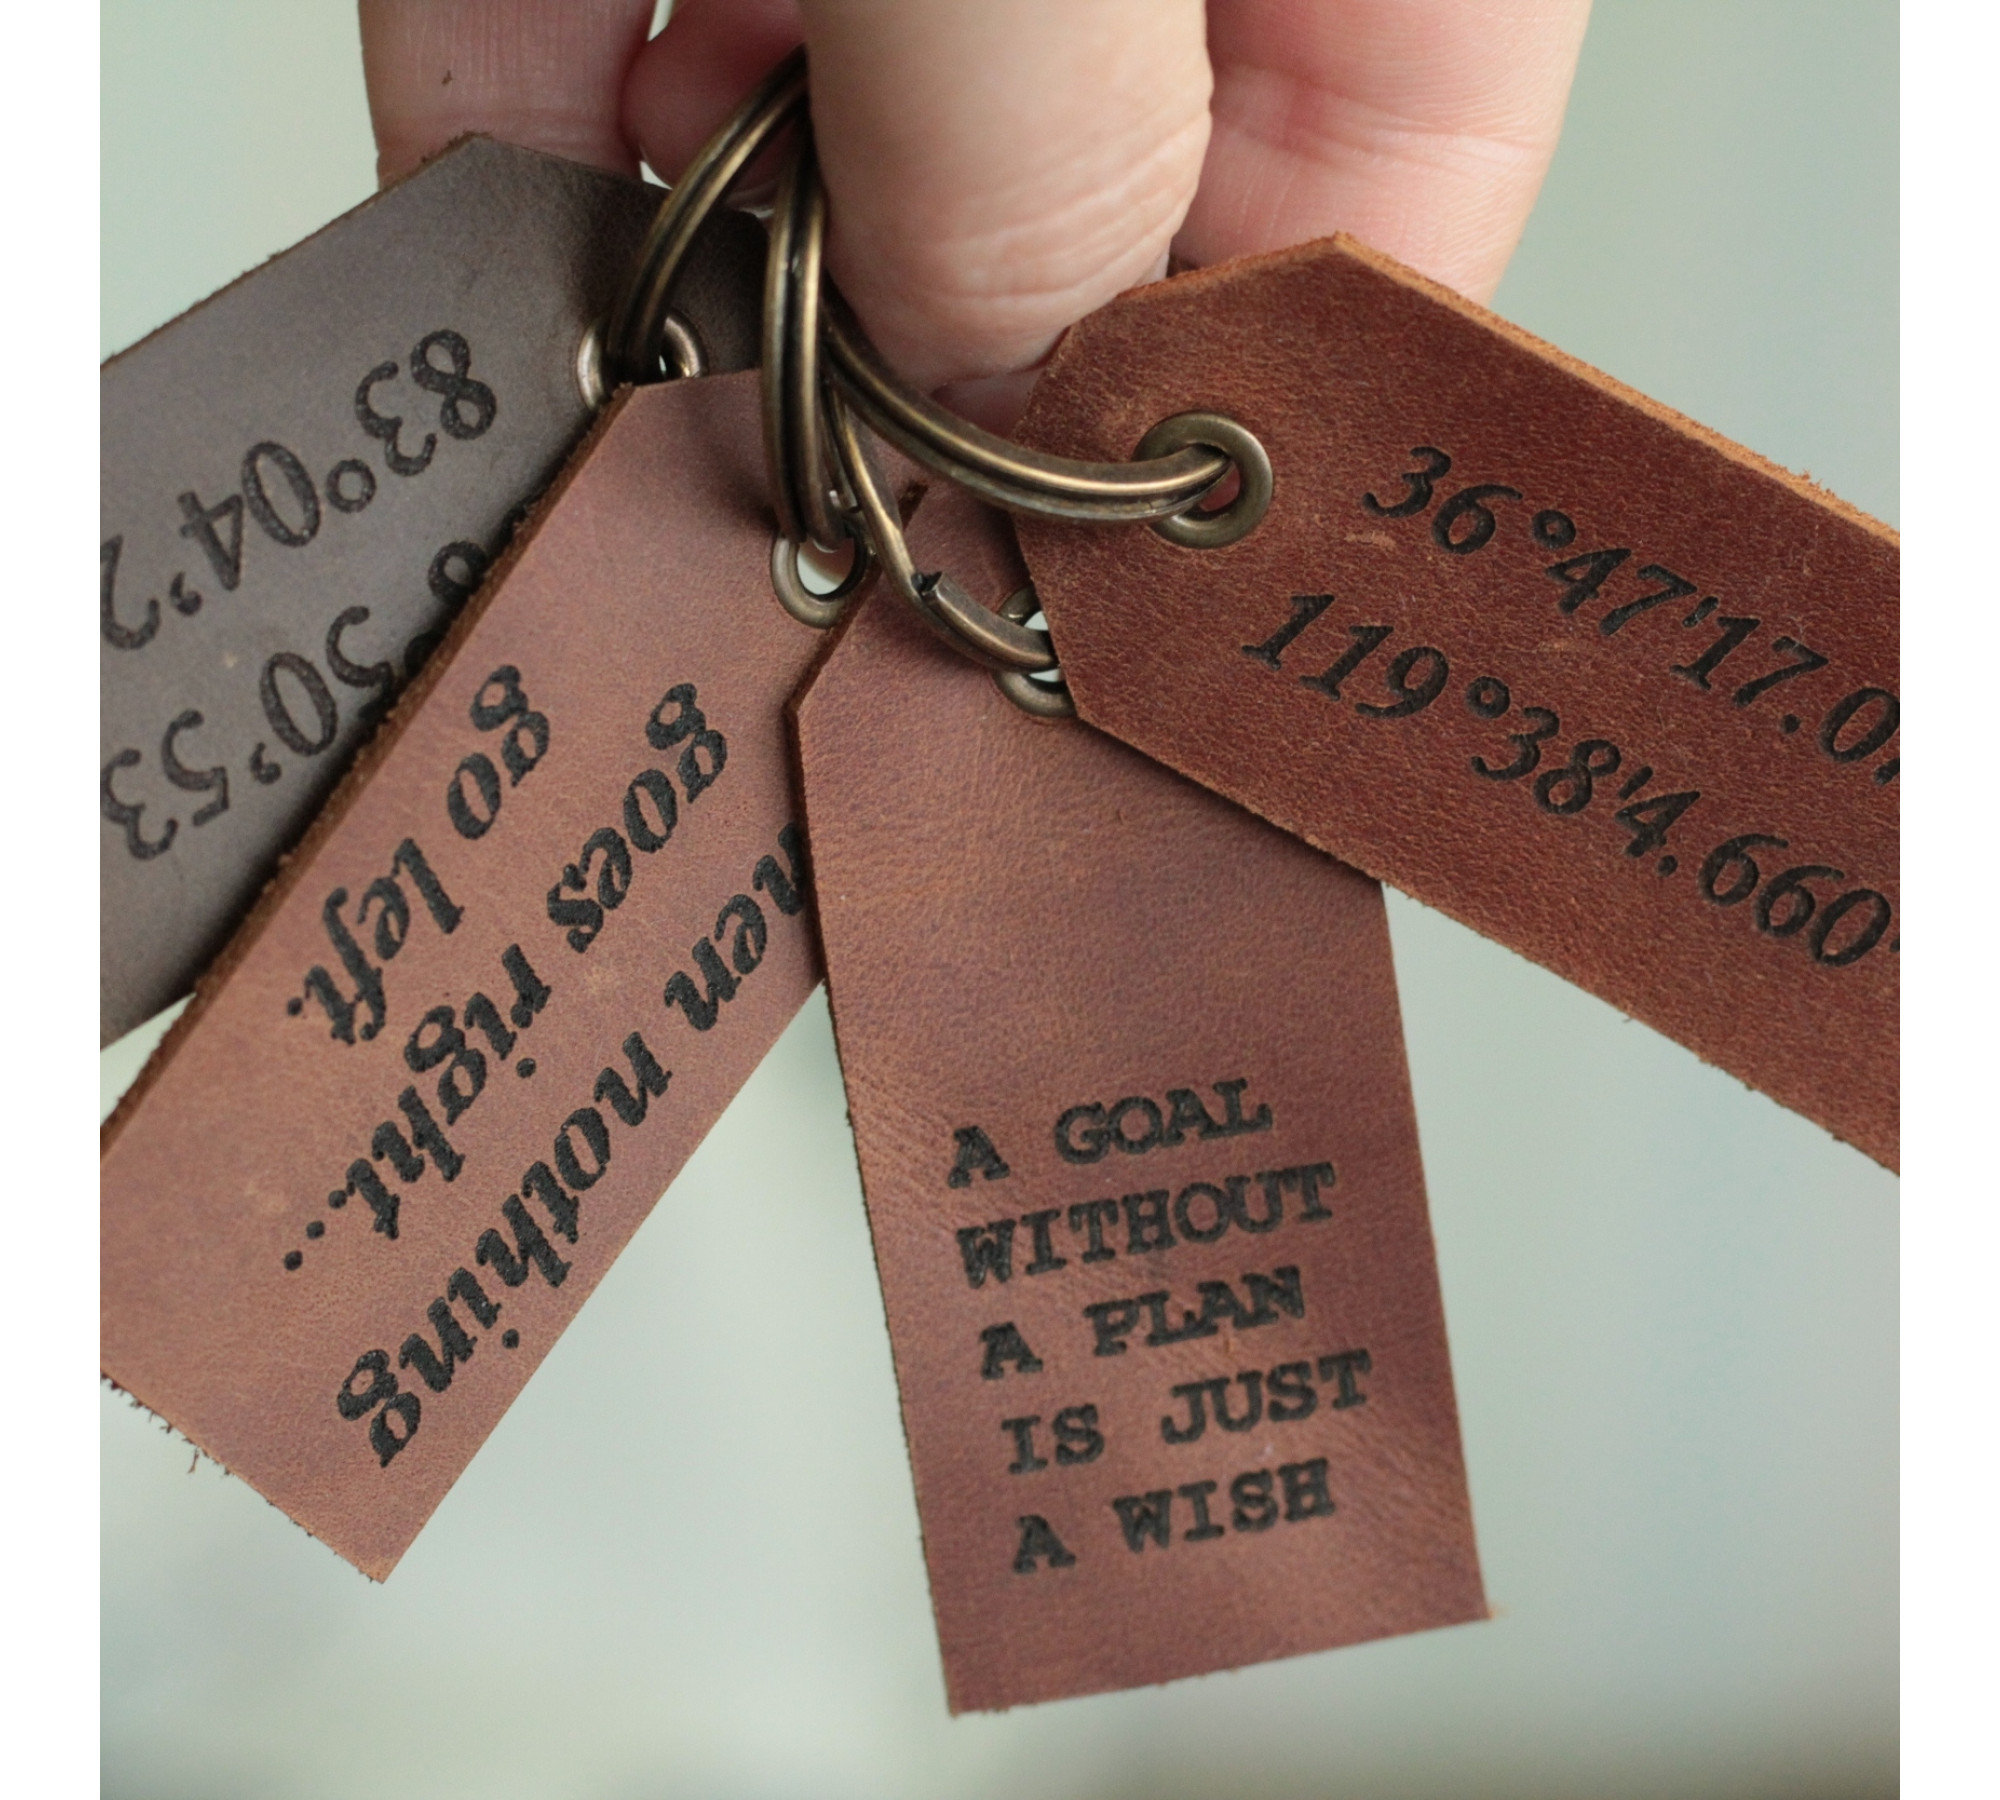 50’53
83°04’2
nothing
goes right...
go left.
A GOAL
WITHOUT
A PLAN
IS JUST
A WISH
36°47'17.0
119°38'4.660